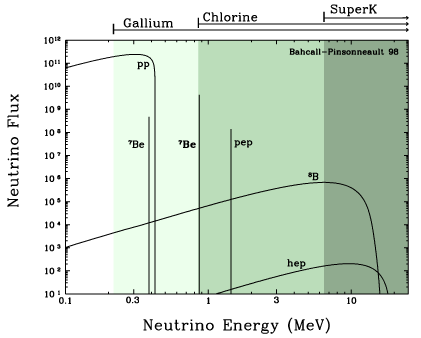 SuperK
Chlorine
Gallium
Bahcall-Pinsonneault 98
Neutrino Flux
10¹²
10¹¹
10¹⁰
10⁹
10⁸
10⁷
10⁶
10⁵
10⁴
10³
10²
10¹
pp
⁷Be
⁷Be
pep
⁸B
hep
0.1 0.3 1 3 10
Neutrino Energy (MeV)